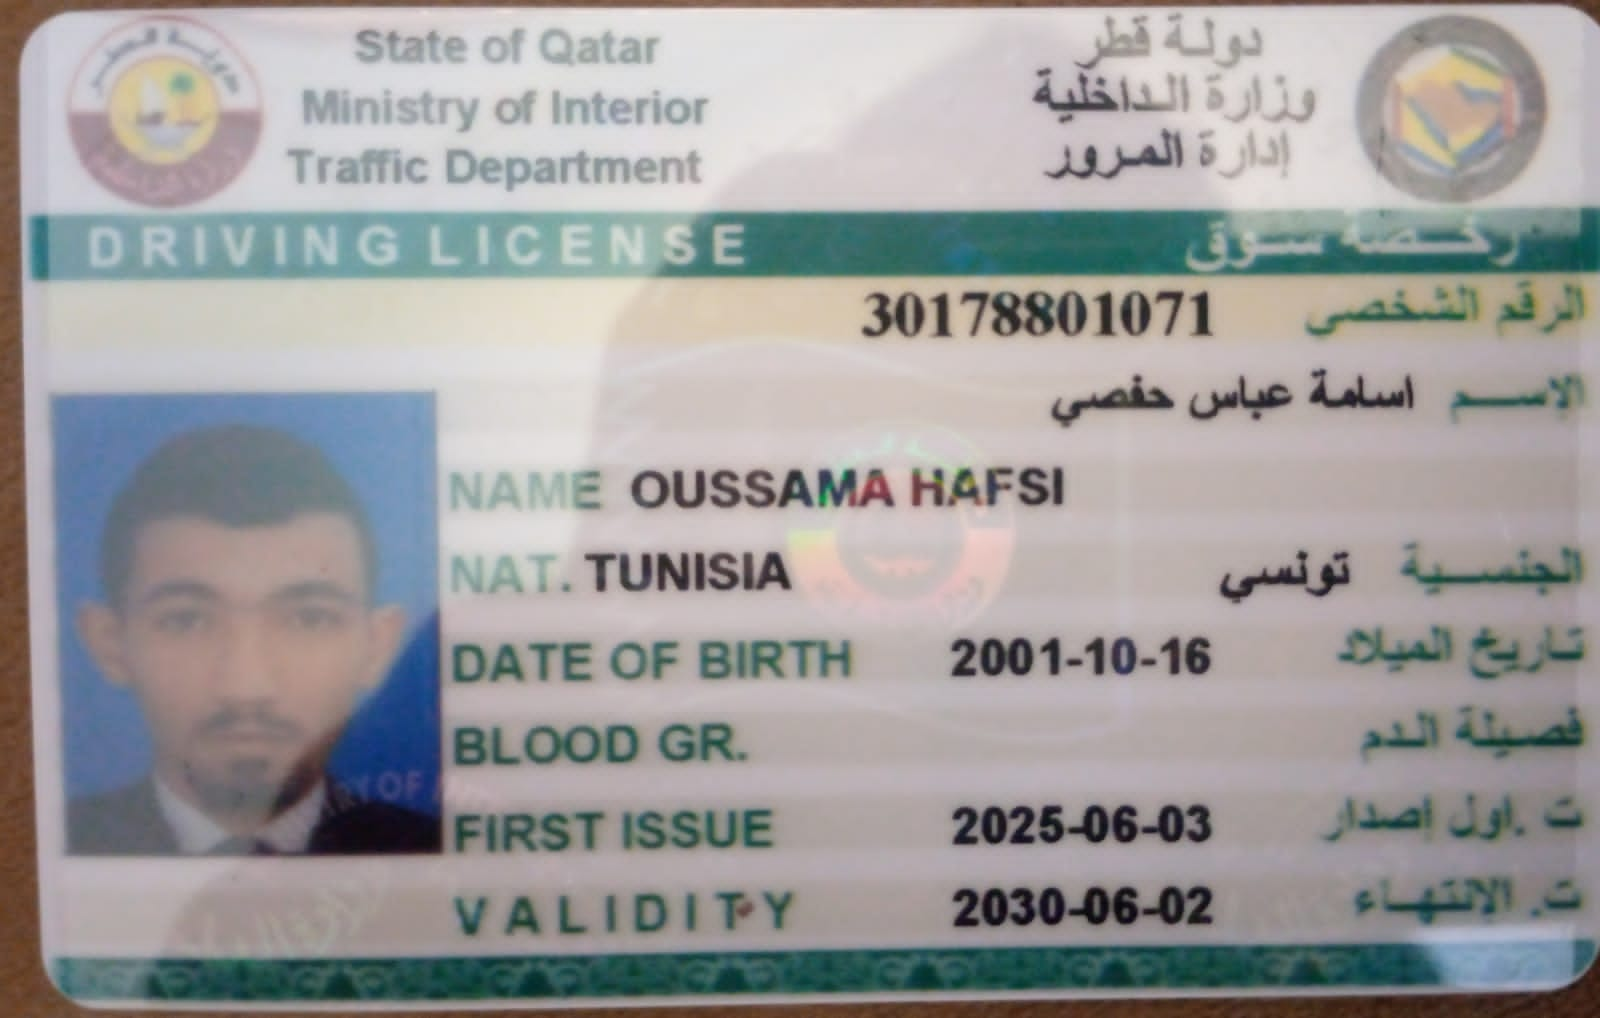 State of Qatar
Ministry of Interior
Traffic Department
دولة قطر
وزارة الداخلية
إدارة المرور
DRIVING LICENSE رخصة سوق
30178801071 الرقم الشخصي
الاسم اسامة عباس حفصي
NAME OUSSAMA HAFSI
NAT. TUNISIA الجنسية تونسي
DATE OF BIRTH 2001-10-16 تاريخ الميلاد
BLOOD GR. فصيلة الدم
FIRST ISSUE 2025-06-03 ت .اول إصدار
VALIDITY 2030-06-02 ت. الانتهاء